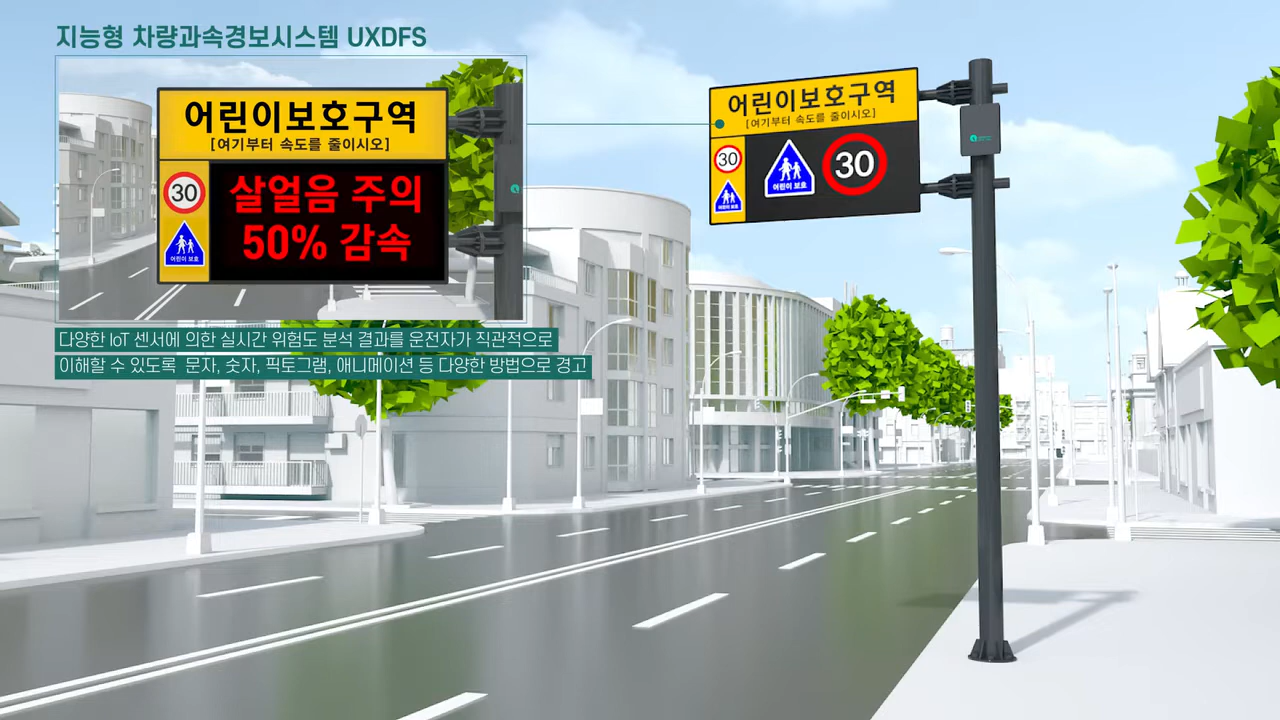 지능형 차량과속경보시스템 UXDFS
어린이보호구역
[여기부터 속도를 줄이시오]
30
어린이 보호
살얼음 주의
50% 감속
다양한 IoT 센서에 의한 실시간 위험도 분석 결과를 운전자가 직관적으로
이해할 수 있도록 문자, 숫자, 픽토그램, 애니메이션 등 다양한 방법으로 경고
어린이보호구역
[여기부터 속도를 줄이시오]
30
어린이 보호
어린이 보호
30